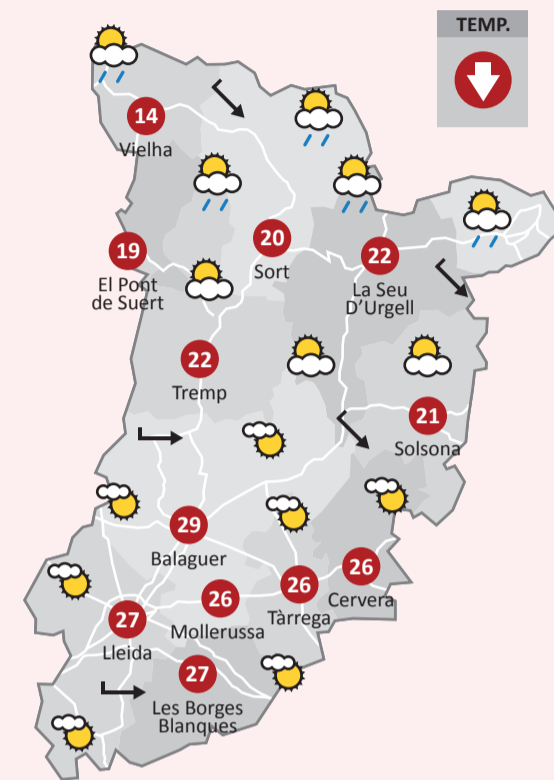 TEMP.
14
Vielha
19
El Pont
de Suert
20
Sort
22
La Seu
D'Urgell
22
Tremp
21
Solsona
29
Balaguer
26
Mollerussa
26
Tàrrega
26
Cervera
27
Lleida
27
Les Borges
Blanques